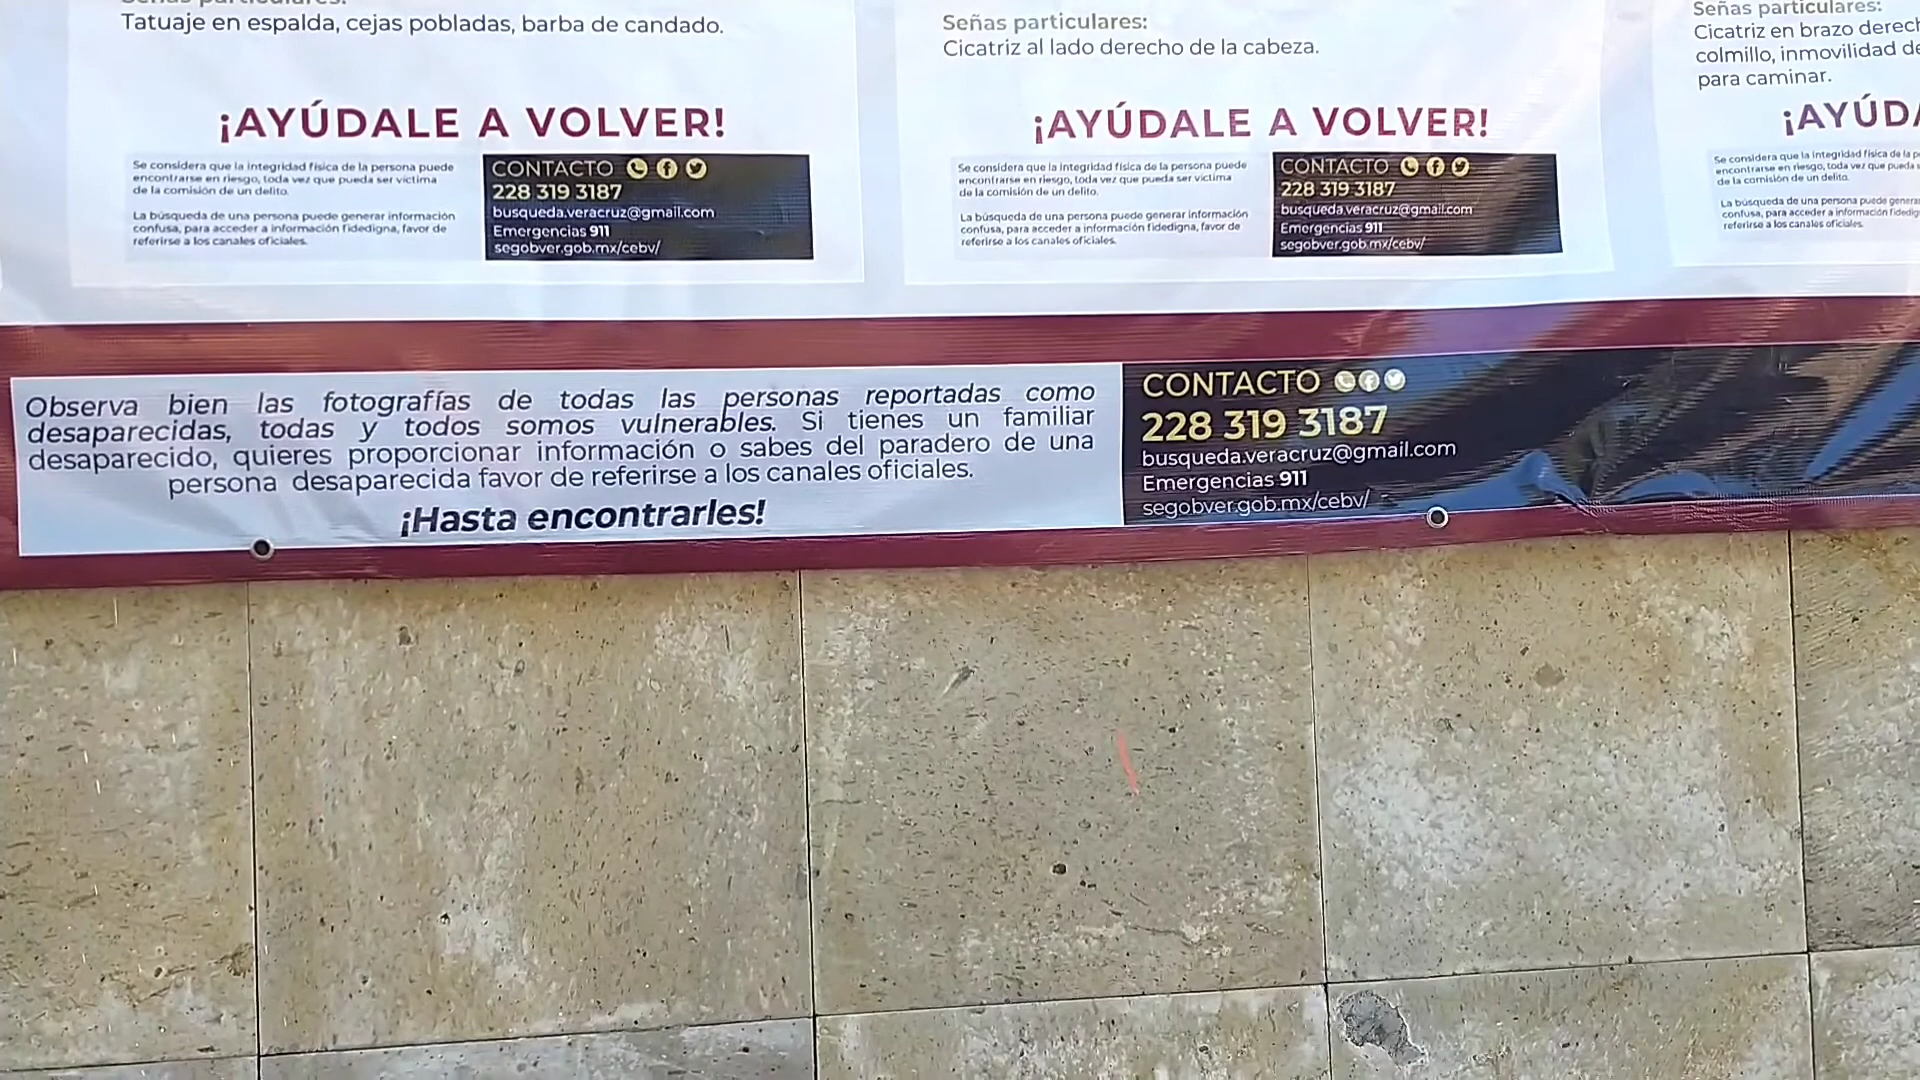 Señas particulares:
Tatuaje en espalda, cejas pobladas, barba de candado.
¡AYÚDALE A VOLVER!
Se considera que la integridad física de la persona puede
encontrarse en riesgo, toda vez que pueda ser víctima
de la comisión de un delito.
La búsqueda de una persona puede generar información
confusa, para acceder a información fidedigna, favor de
referirse a los canales oficiales.
CONTACTO
228 319 3187
busqueda.veracruz@gmail.com
Emergencias 911
segobver.gob.mx/cebv/
Señas particulares:
Cicatriz al lado derecho de la cabeza.
¡AYÚDALE A VOLVER!
Se considera que la integridad física de la persona puede
encontrarse en riesgo, toda vez que pueda ser víctima
de la comisión de un delito.
La búsqueda de una persona puede generar información
confusa, para acceder a información fidedigna, favor de
referirse a los canales oficiales.
CONTACTO
228 319 3187
busqueda.veracruz@gmail.com
Emergencias 911
segobver.gob.mx/cebv/
Señas particulares:
Cicatriz en brazo
colmillo, inmovilidad
para caminar.
Se considera que la integridad física de la
encontrarse en riesgo, toda vez que pueda
de la comisión de un delito.
La búsqueda de una persona puede
confusa, para acceder a información
referirse a los canales oficiales.
Observa bien las fotografías de todas las personas reportadas como
desaparecidas, todas y todos somos vulnerables. Si tienes un familiar
desaparecido, quieres proporcionar información o sabes del paradero de una
persona desaparecida favor de referirse a los canales oficiales.
¡Hasta encontrarles!
CONTACTO
228 319 3187
busqueda.veracruz@gmail.com
Emergencias 911
segobver.gob.mx/cebv/